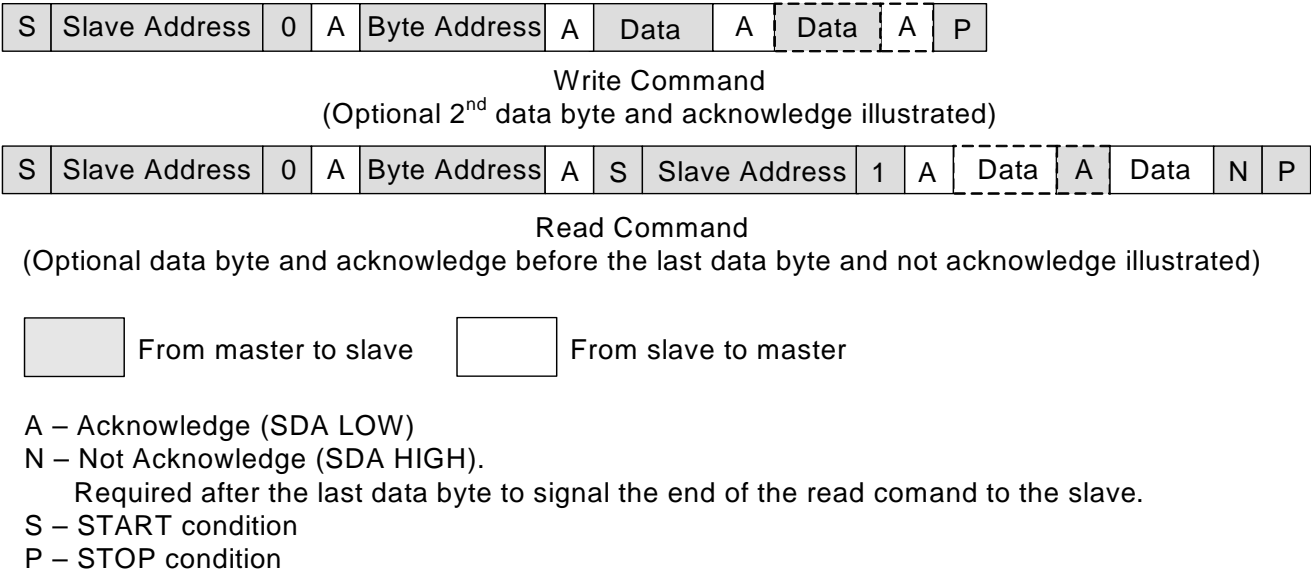 S Slave Address 0 A Byte Address A Data A Data A P
Write Command
(Optional 2nd data byte and acknowledge illustrated)
S Slave Address 0 A Byte Address A S Slave Address 1 A Data A Data N P
Read Command
(Optional data byte and acknowledge before the last data byte and not acknowledge illustrated)
From master to slave From slave to master
A – Acknowledge (SDA LOW)
N – Not Acknowledge (SDA HIGH).
Required after the last data byte to signal the end of the read comand to the slave.
S – START condition
P – STOP condition